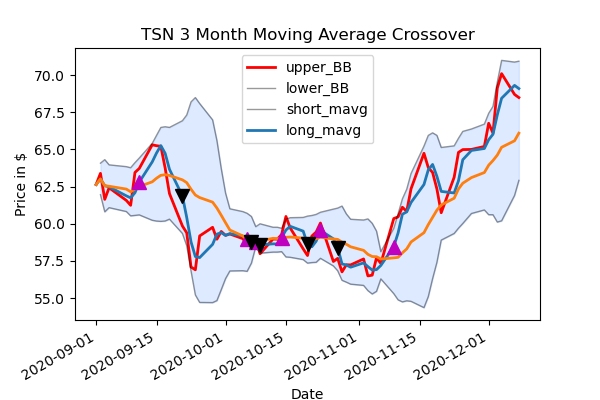 TSN 3 Month Moving Average Crossover
upper_BB
lower_BB
short_mavg
long_mavg
Price in $
70.0
67.5
65.0
62.5
60.0
57.5
55.0
2020-09-01
2020-09-15
2020-10-01
2020-10-15
2020-11-01
2020-11-15
2020-12-01
Date